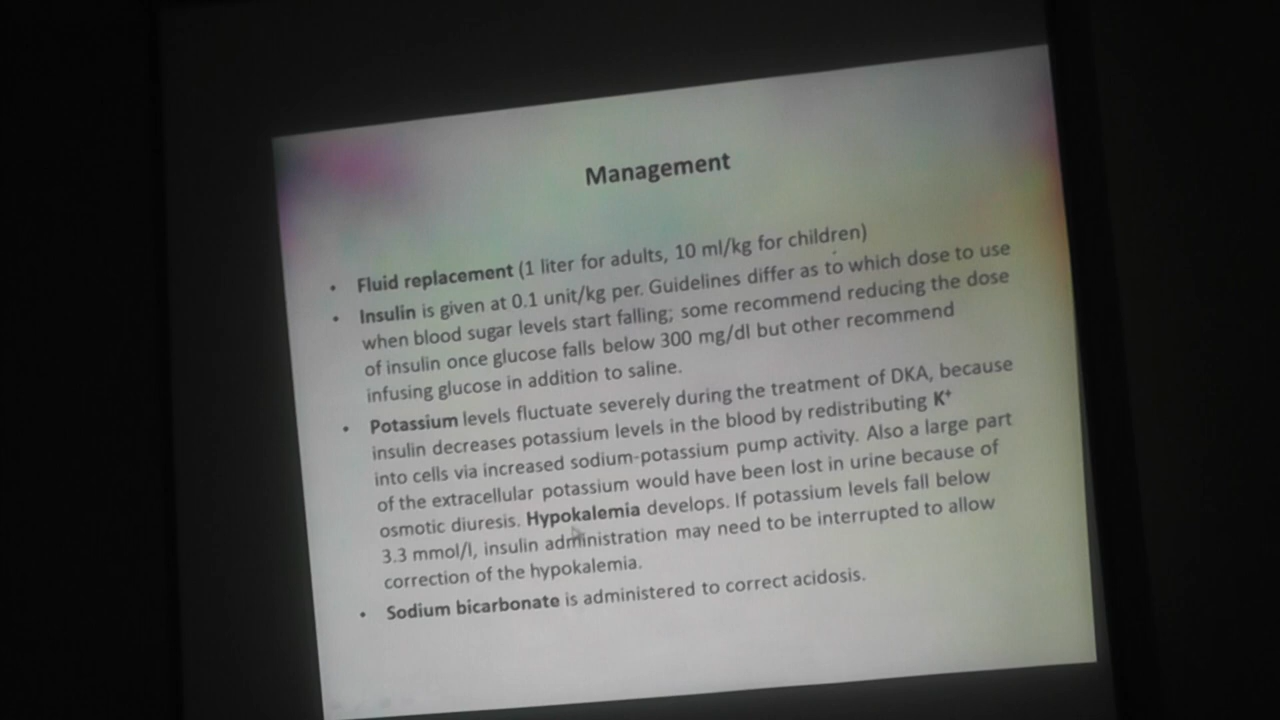 Management
• Fluid replacement (1 liter for adults, 10 ml/kg for children)
• Insulin is given at 0.1 unit/kg per. Guidelines differ as to which dose to use
when blood sugar levels start falling; some recommend reducing the dose
of insulin once glucose falls below 300 mg/dl but other recommend
infusing glucose in addition to saline.
• Potassium levels fluctuate severely during the treatment of DKA, because
insulin decreases potassium levels in the blood by redistributing K⁺
into cells via increased sodium-potassium pump activity. Also a large part
of the extracellular potassium would have been lost in urine because of
osmotic diuresis. Hypokalemia develops. If potassium levels fall below
3.3 mmol/l, insulin administration may need to be interrupted to allow
correction of the hypokalemia.
• Sodium bicarbonate is administered to correct acidosis.